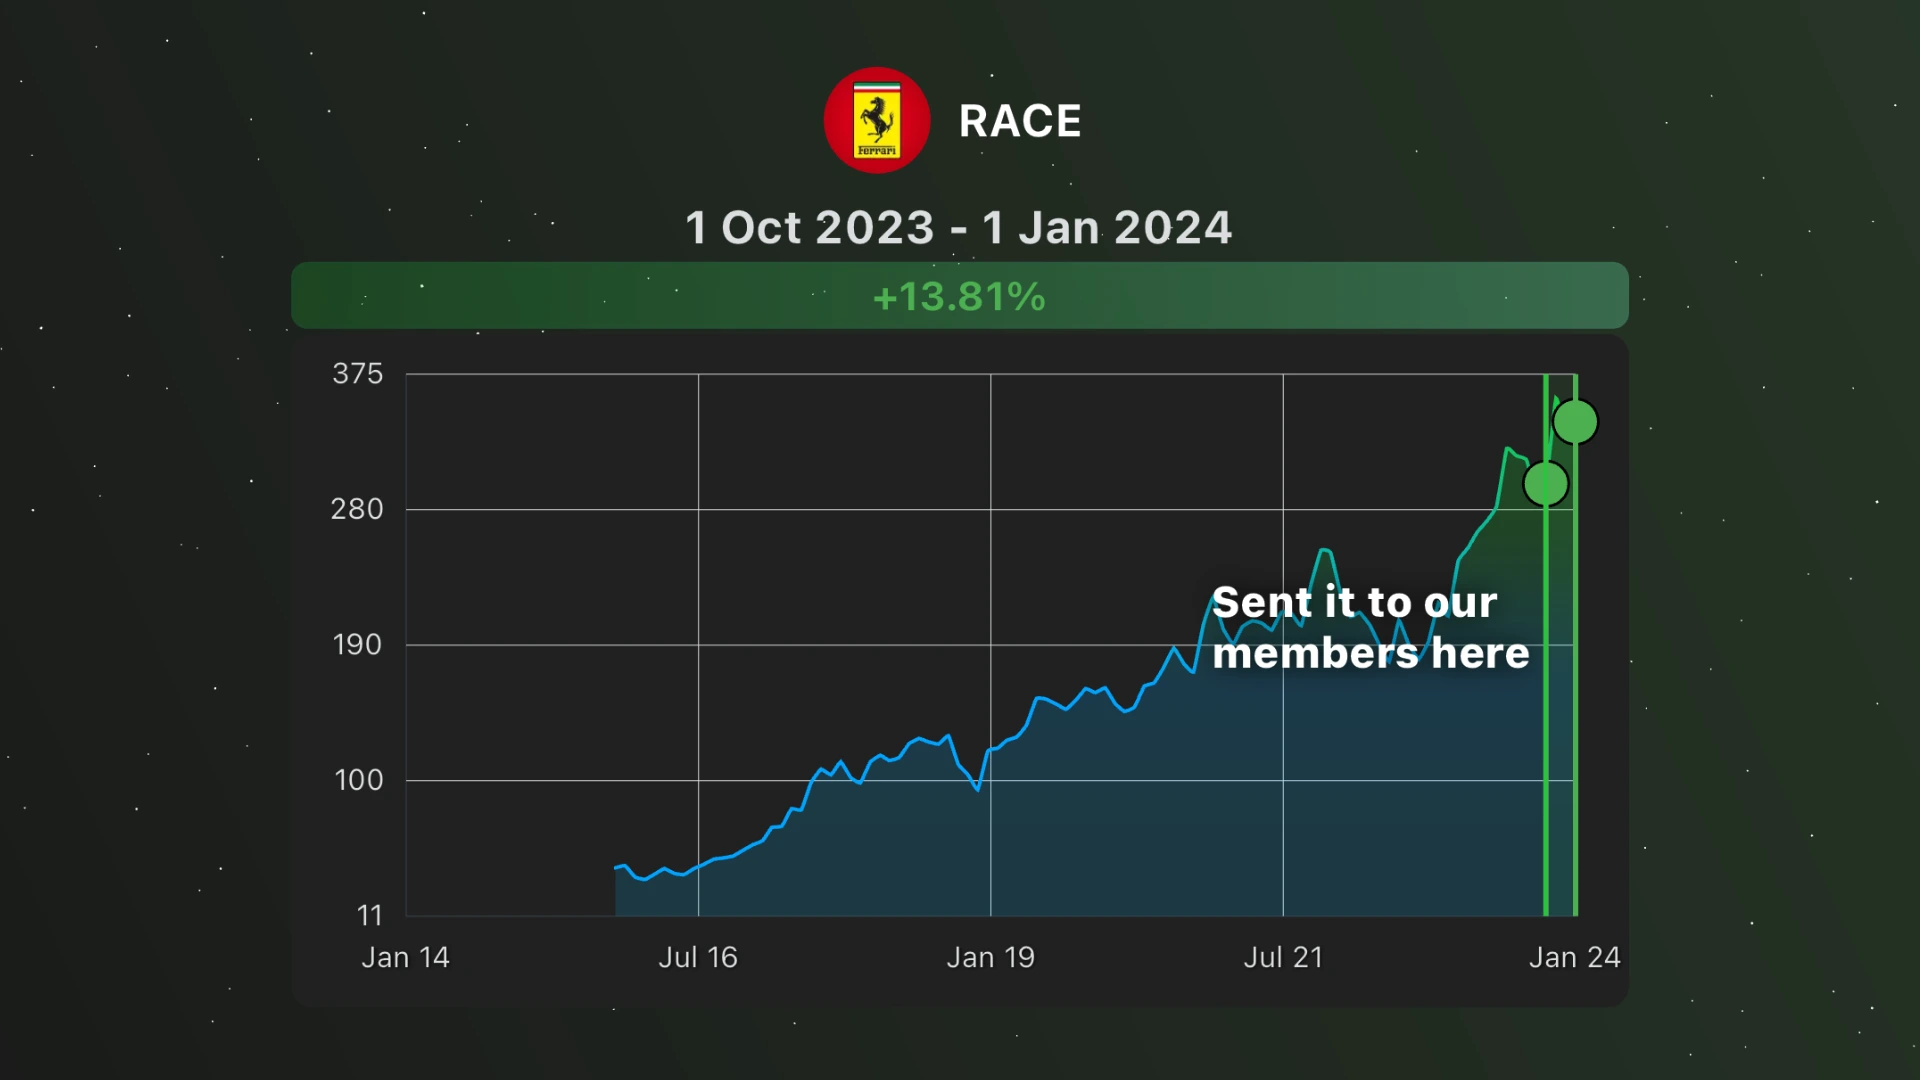 Ferrari
RACE
1 Oct 2023 - 1 Jan 2024
+13.81%
375
280
190
100
11
Sent it to our
members here
Jan 14
Jul 16
Jan 19
Jul 21
Jan 24